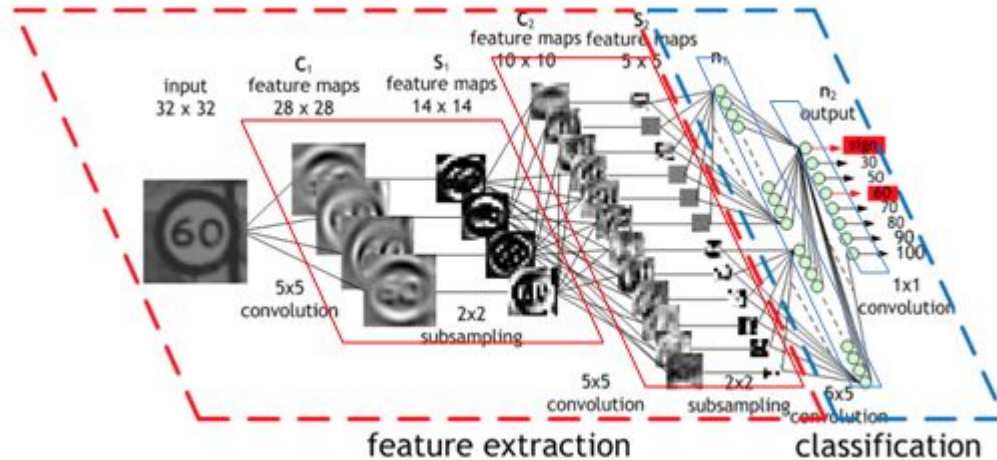 input
32 x 32
C₁
feature maps
28 x 28
S₁
feature maps
14 x 14
C₂
feature maps
10 x 10
S₂
feature maps
5 x 5
n₁
n₂
output
60
sign
30
50
60
70
80
90
100
5x5
convolution
2x2
subsampling
5x5
convolution
2x2
subsampling
6x5
convolution
1x1
convolution
feature extraction
classification